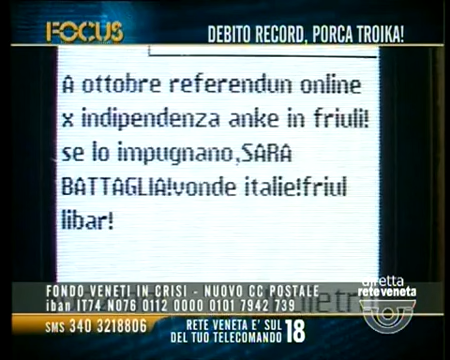 FOCUS
DEBITO RECORD, PORCA TROIKA!
A ottobre referendun online
x indipendenza anke in friuli!
se lo impugnano,SARA
BATTAGLIA!vonde italie!friul
libar!
FONDO VENETI IN CRISI - NUOVO CC POSTALE
iban IT74 N076 0112 0000 0101 7942 739
diretta
reteveneta
SMS 340 3218806
RETE VENETA E' SUL
DEL TUO TELECOMANDO 18